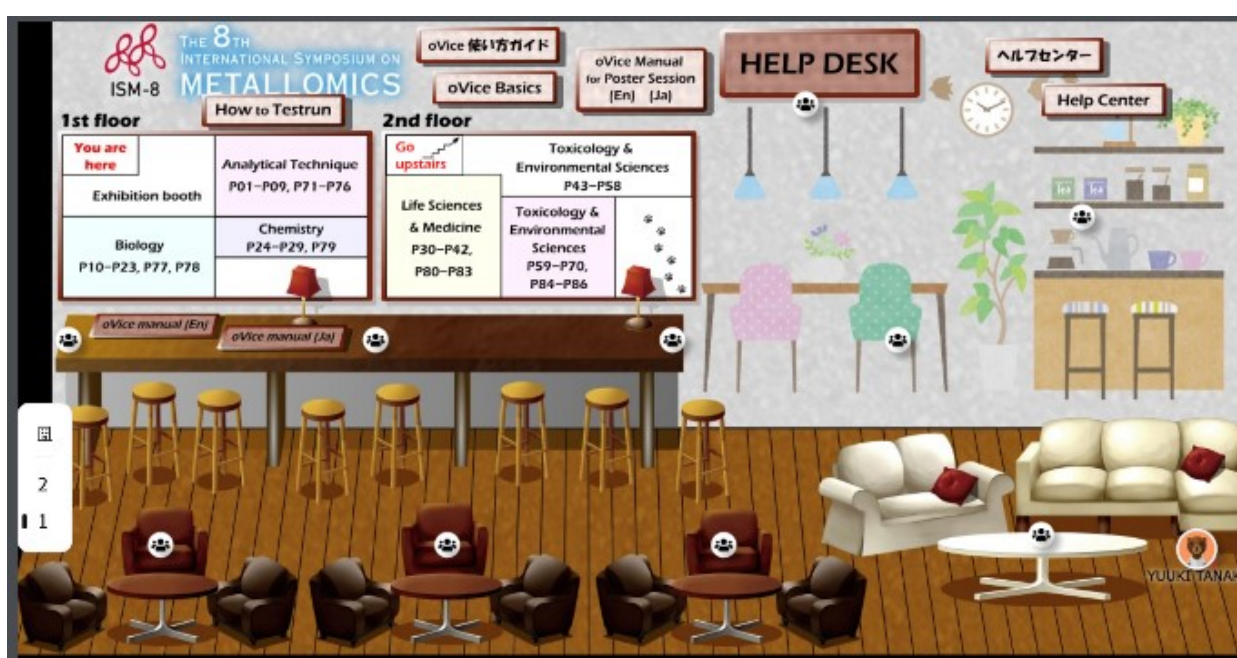 THE 8TH
INTERNATIONAL SYMPOSIUM ON
METALLOMICS
ISM-8
oVice 使い方ガイド
oVice Basics
oVice Manual
for Poster Session
(En) (Ja)
HELP DESK
ヘルプセンター
Help Center
How to Testrun
1st floor
You are
here
Exhibition booth
Analytical Technique
P01-P09, P71-P76
Biology
P10-P23, P77, P78
Chemistry
P24-P29, P79
2nd floor
Go
upstairs
Toxicology &
Environmental Sciences
P43-P58
Life Sciences
& Medicine
P30-P42,
P80-P83
Toxicology &
Environmental
Sciences
P59-P70,
P84-P86
Tea
Tea
oVice manual (En)
oVice manual (Ja)
2
1
YUUKI TANAK